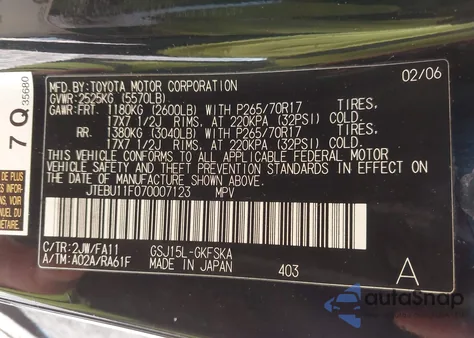 MFD. BY: TOYOTA MOTOR CORPORATION 02/06
GVWR: 2525KG (5570LB)
GAWR: FRT. 1180KG (2600LB) WITH P265/70R17 TIRES,
17X7 1/2J RIMS, AT 220KPA (32PSI) COLD.
RR. 1380KG (3040LB) WITH P265/70R17 TIRES,
17X7 1/2J RIMS, AT 220KPA (32PSI) COLD.
THIS VEHICLE CONFORMS TO ALL APPLICABLE FEDERAL MOTOR
VEHICLE SAFETY STANDARDS IN EFFECT ON THE DATE OF
MANUFACTURE SHOWN ABOVE.
JTEBU11F070007123 MPV
C/TR: 2JW/FA11 GSJ15L-GKFSKA
A/TM: A02A/RA61F MADE IN JAPAN 403 A
7 Q 35680
autoSnap